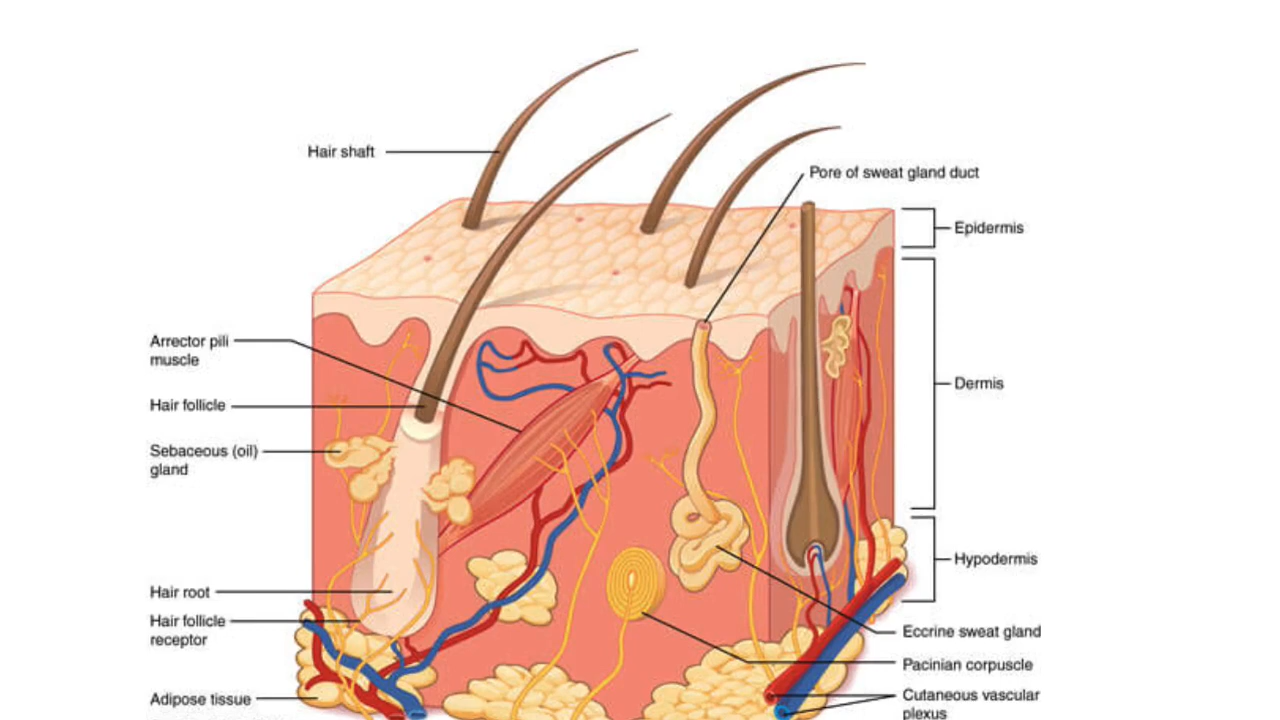 Hair shaft
Pore of sweat gland duct
Epidermis
Arrector pili
muscle
Dermis
Hair follicle
Sebaceous (oil)
gland
Hypodermis
Hair root
Hair follicle
receptor
Eccrine sweat gland
Pacinian corpuscle
Adipose tissue
Cutaneous vascular
plexus